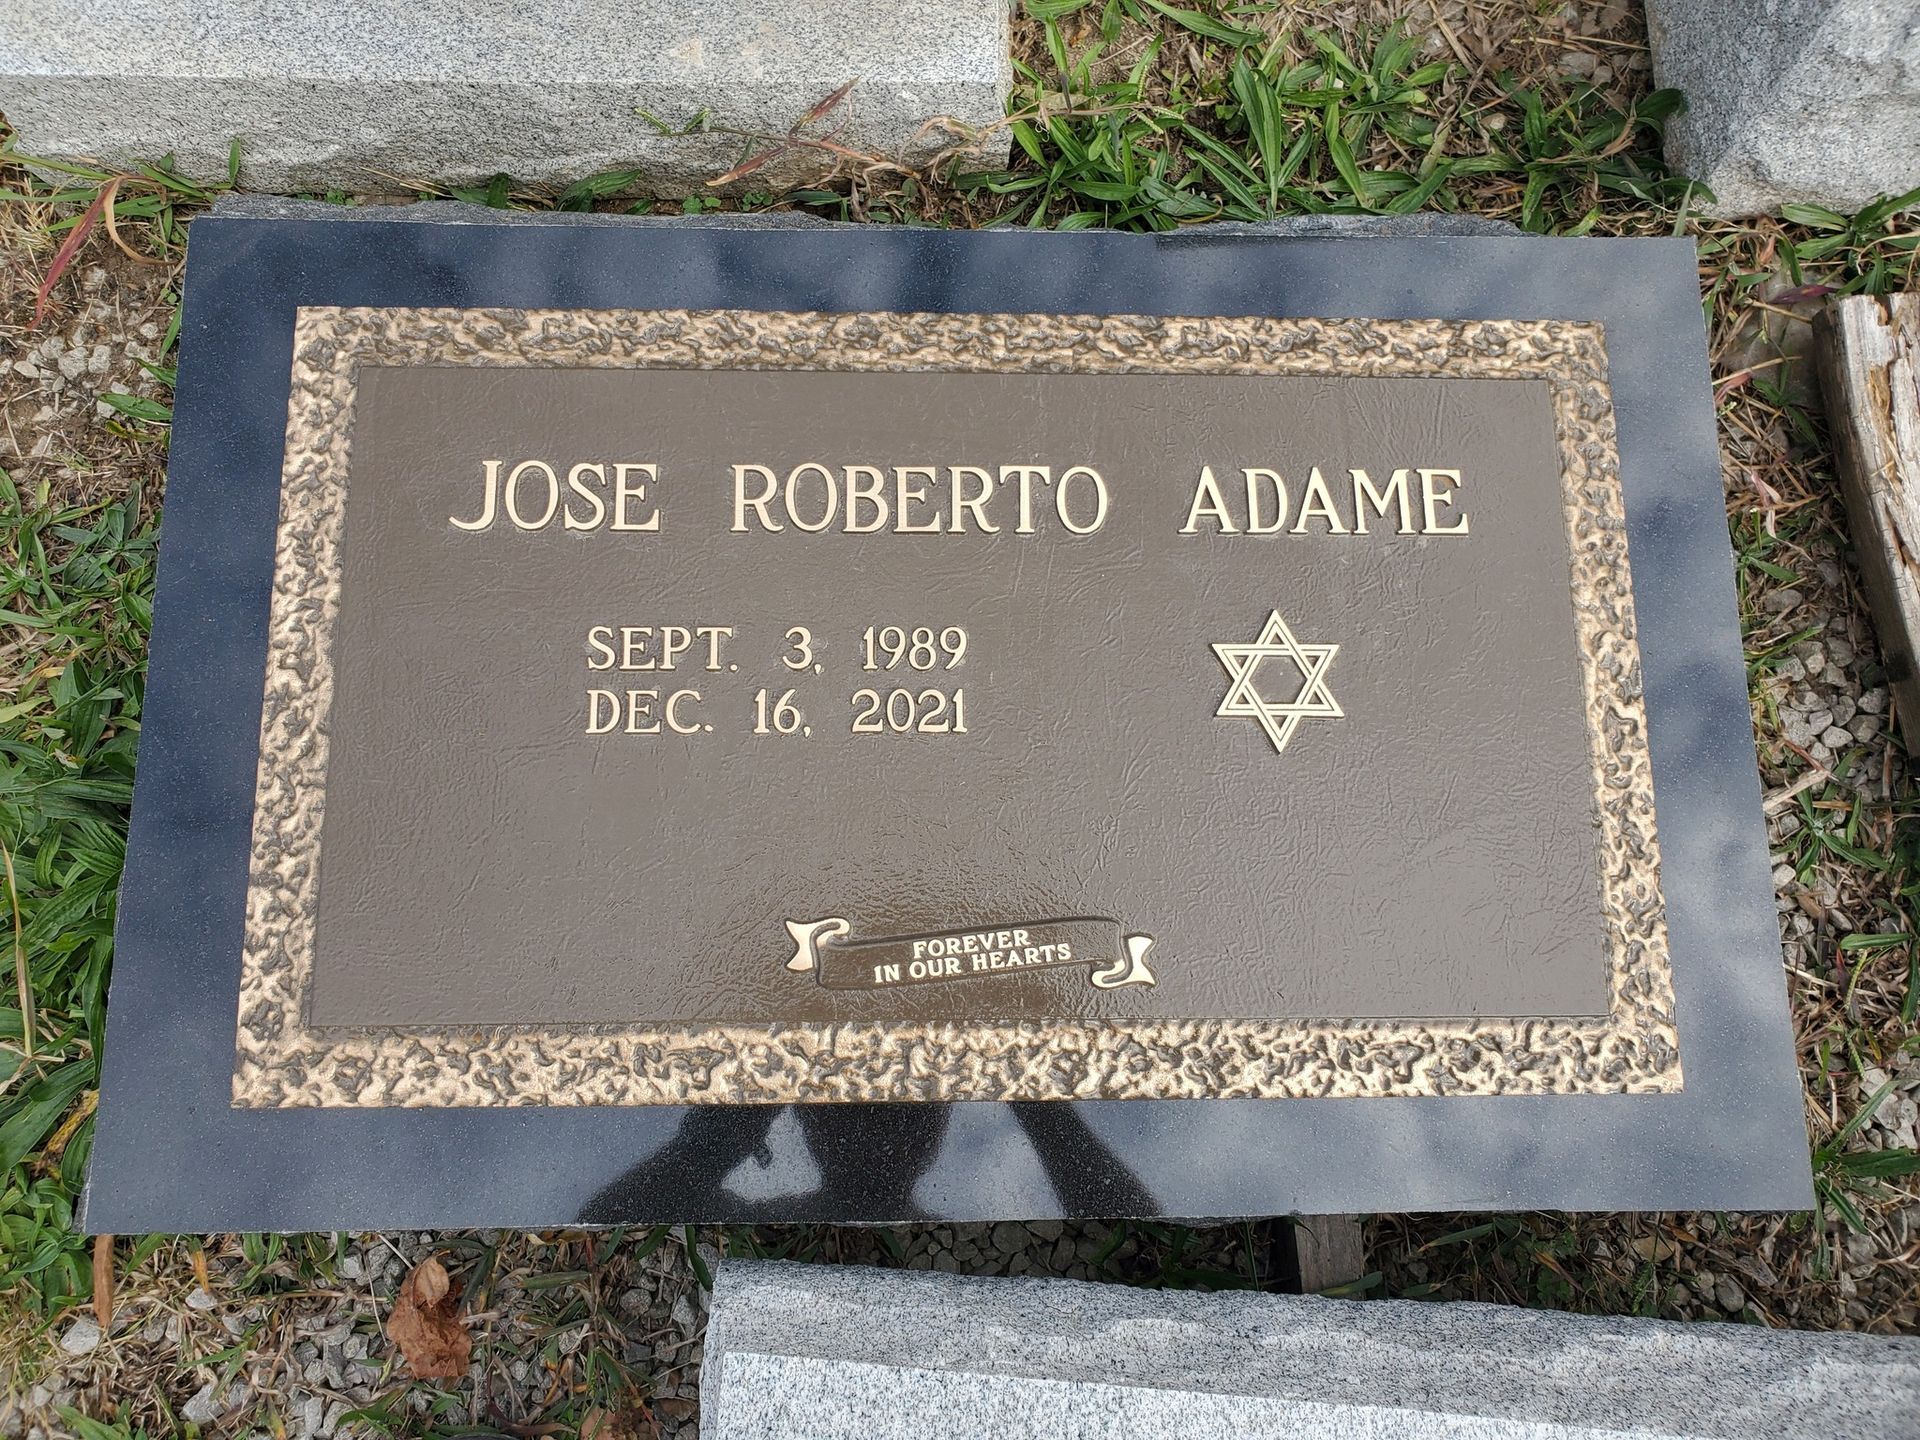 JOSE ROBERTO ADAME
SEPT. 3, 1989
DEC. 16, 2021
FOREVER
IN OUR HEARTS